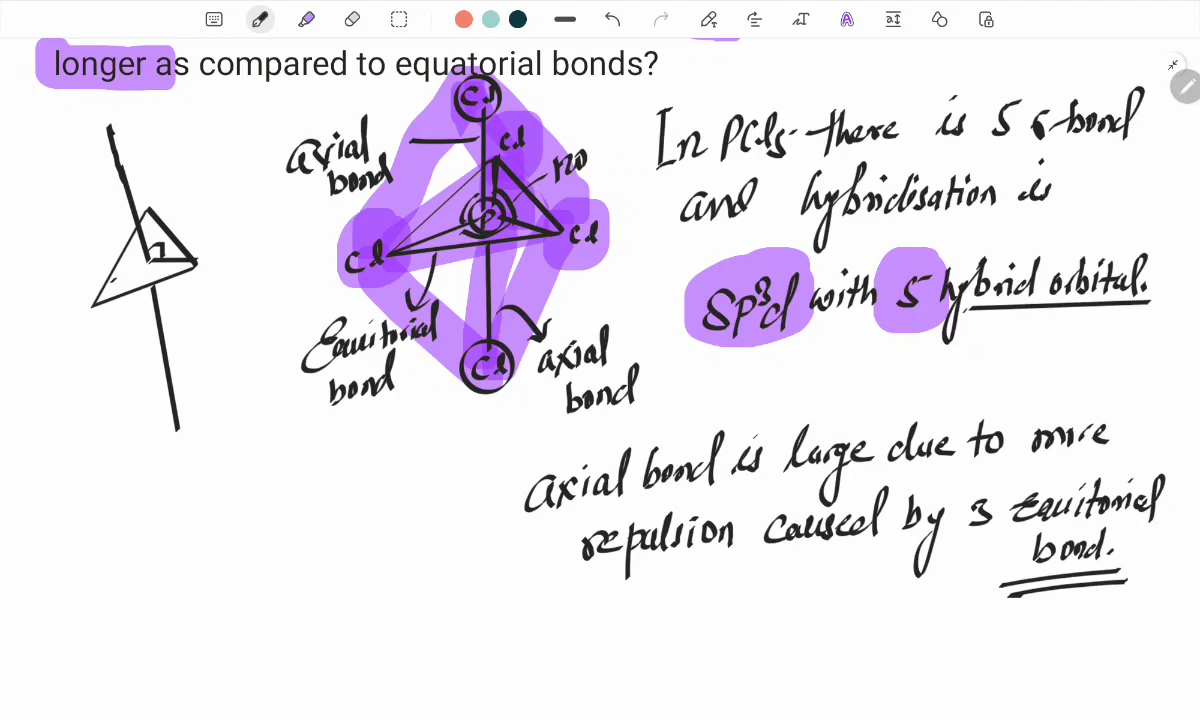 longer as compared to equatorial bonds?
Cl
Cl
axial
bond
120
P
Cl
Cl
Equitorial
bond
Cl
axial
bond
In PCl5 there is 5 σ-bond
and hybridisation is
Sp³d with 5 hybrid orbital.
axial bond is large due to more
repulsion caused by 3 Equitorial
bond.